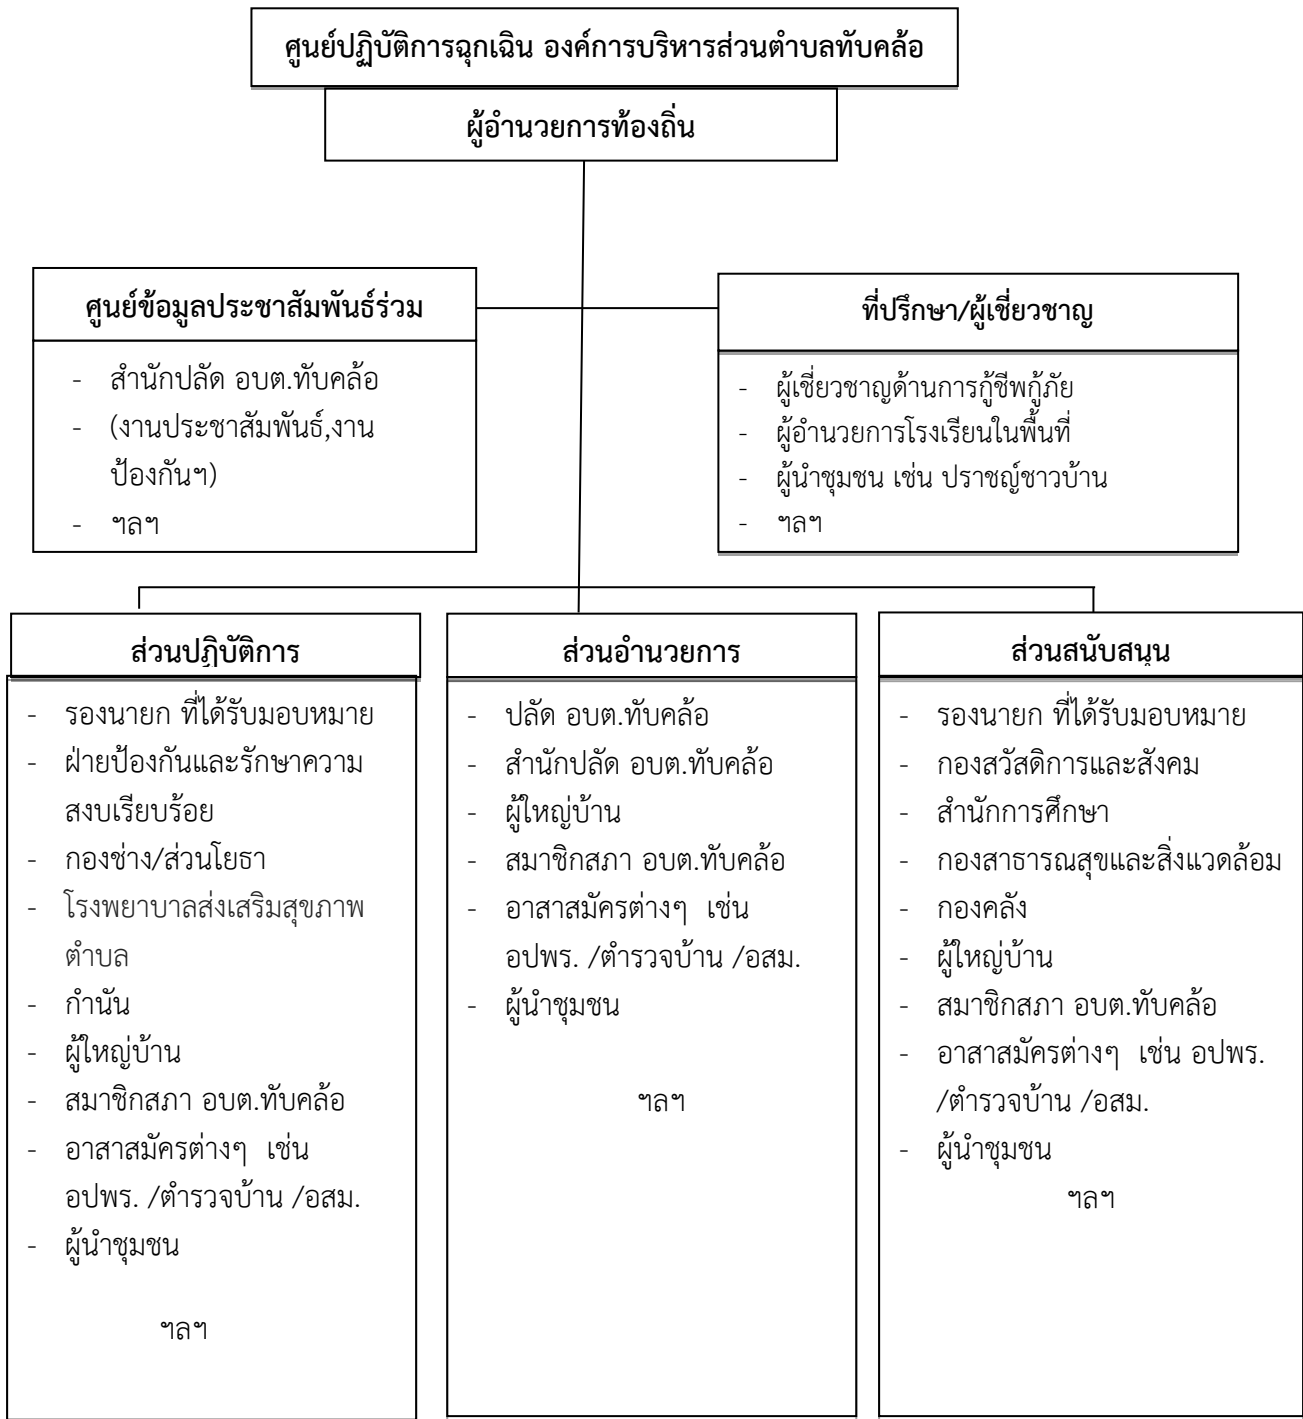 ศูนย์ปฏิบัติการฉุกเฉิน องค์การบริหารส่วนตำบลทับคล้อ
ผู้อำนวยการท้องถิ่น
ศูนย์ข้อมูลประชาสัมพันธ์ร่วม
- สำนักปลัด อบต.ทับคล้อ
- (งานประชาสัมพันธ์,งาน
ป้องกันฯ)
- ฯลฯ
ที่ปรึกษา/ผู้เชี่ยวชาญ
- ผู้เชี่ยวชาญด้านการกู้ชีพกู้ภัย
- ผู้อำนวยการโรงเรียนในพื้นที่
- ผู้นำชุมชน เช่น ปราชญ์ชาวบ้าน
- ฯลฯ
ส่วนปฏิบัติการ
- รองนายก ที่ได้รับมอบหมาย
- ฝ่ายป้องกันและรักษาความ
สงบเรียบร้อย
- กองช่าง/ส่วนโยธา
- โรงพยาบาลส่งเสริมสุขภาพ
ตำบล
- กำนัน
- ผู้ใหญ่บ้าน
- สมาชิกสภา อบต.ทับคล้อ
- อาสาสมัครต่างๆ เช่น
อปพร. /ตำรวจบ้าน /อสม.
- ผู้นำชุมชน
ฯลฯ
ส่วนอำนวยการ
- ปลัด อบต.ทับคล้อ
- สำนักปลัด อบต.ทับคล้อ
- ผู้ใหญ่บ้าน
- สมาชิกสภา อบต.ทับคล้อ
- อาสาสมัครต่างๆ เช่น
อปพร. /ตำรวจบ้าน /อสม.
- ผู้นำชุมชน
ฯลฯ
ส่วนสนับสนุน
- รองนายก ที่ได้รับมอบหมาย
- กองสวัสดิการและสังคม
- สำนักการศึกษา
- กองสาธารณสุขและสิ่งแวดล้อม
- กองคลัง
- ผู้ใหญ่บ้าน
- สมาชิกสภา อบต.ทับคล้อ
- อาสาสมัครต่างๆ เช่น อปพร.
/ตำรวจบ้าน /อสม.
- ผู้นำชุมชน
ฯลฯ